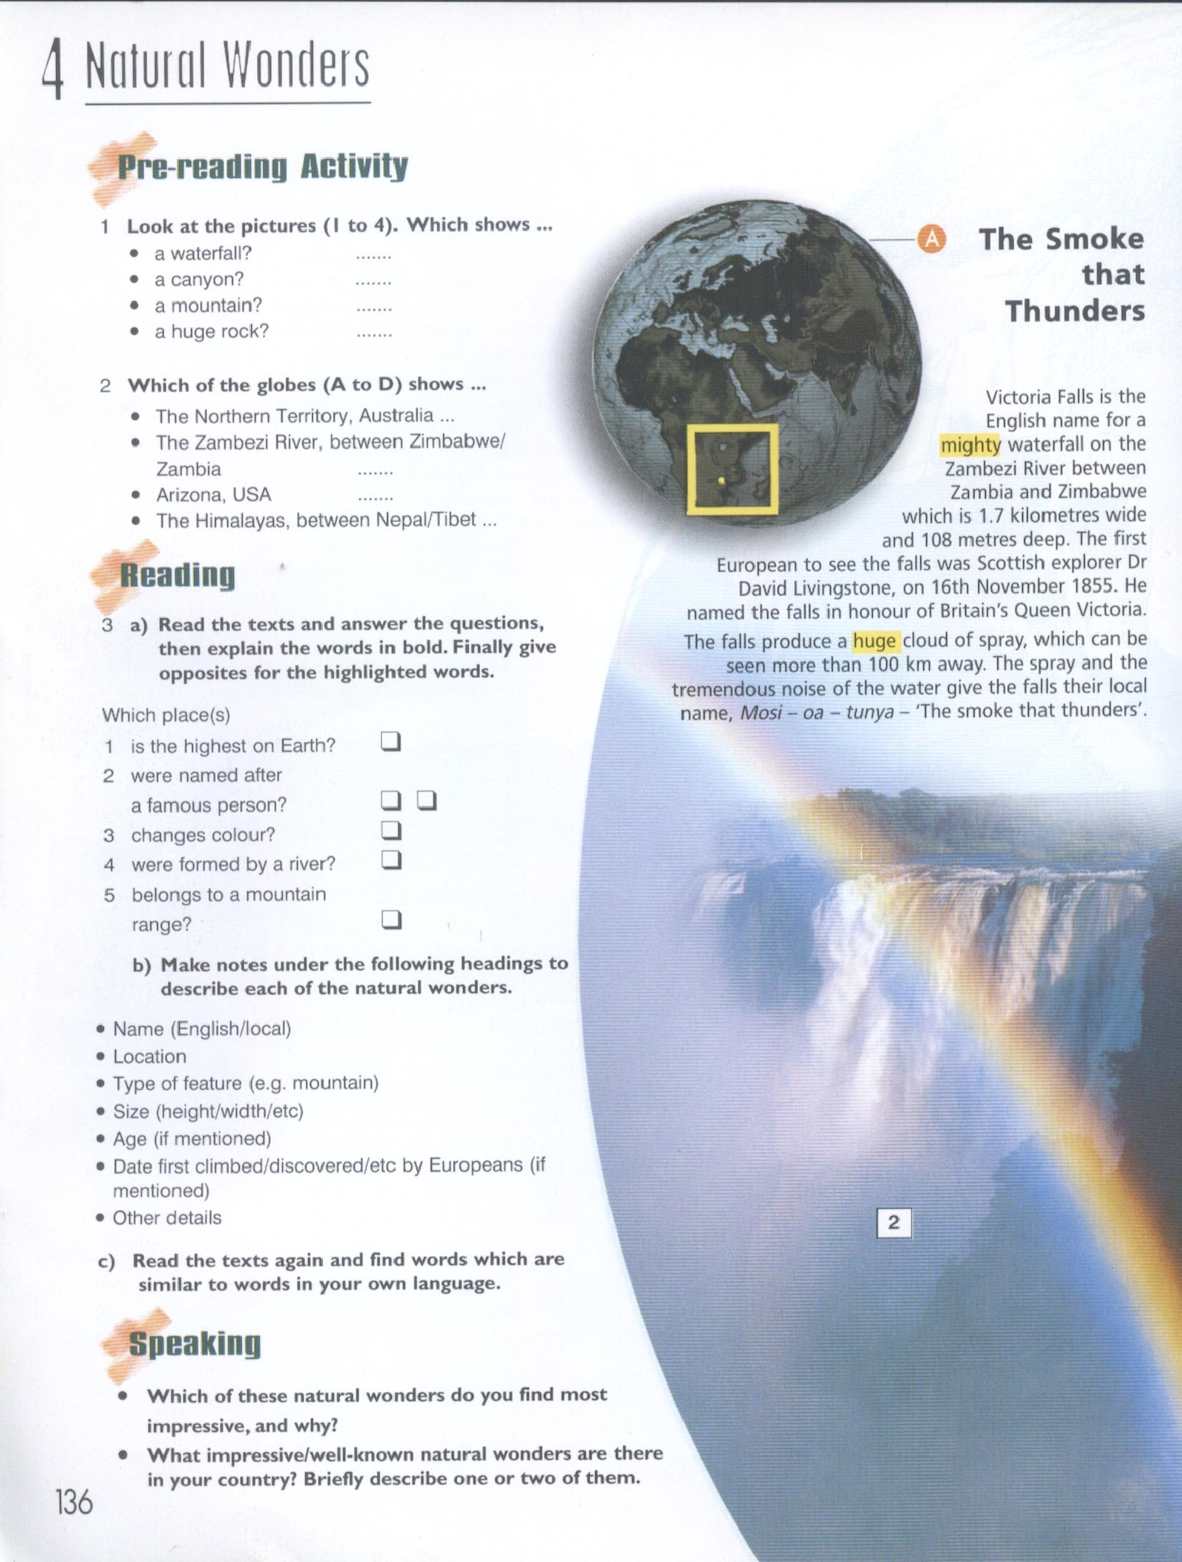 4 Natural Wonders
Pre-reading Activity
1 Look at the pictures (1 to 4). Which shows ...
• a waterfall? .......
• a canyon? .......
• a mountain? .......
• a huge rock? .......
2 Which of the globes (A to D) shows ...
• The Northern Territory, Australia ...
• The Zambezi River, between Zimbabwe/
Zambia .......
• Arizona, USA .......
• The Himalayas, between Nepal/Tibet ...
Reading
3 a) Read the texts and answer the questions,
then explain the words in bold. Finally give
opposites for the highlighted words.
Which place(s)
1 is the highest on Earth? ❏
2 were named after
a famous person? ❏ ❏
3 changes colour? ❏
4 were formed by a river? ❏
5 belongs to a mountain
range? ❏
b) Make notes under the following headings to
describe each of the natural wonders.
• Name (English/local)
• Location
• Type of feature (e.g. mountain)
• Size (height/width/etc)
• Age (if mentioned)
• Date first climbed/discovered/etc by Europeans (if
mentioned)
• Other details
c) Read the texts again and find words which are
similar to words in your own language.
Speaking
• Which of these natural wonders do you find most
impressive, and why?
• What impressive/well-known natural wonders are there
in your country? Briefly describe one or two of them.
136
A The Smoke
that
Thunders
Victoria Falls is the
English name for a
mighty waterfall on the
Zambezi River between
Zambia and Zimbabwe
which is 1.7 kilometres wide
and 108 metres deep. The first
European to see the falls was Scottish explorer Dr
David Livingstone, on 16th November 1855. He
named the falls in honour of Britain's Queen Victoria.
The falls produce a huge cloud of spray, which can be
seen more than 100 km away. The spray and the
tremendous noise of the water give the falls their local
name, Mosi – oa – tunya – 'The smoke that thunders'.
2